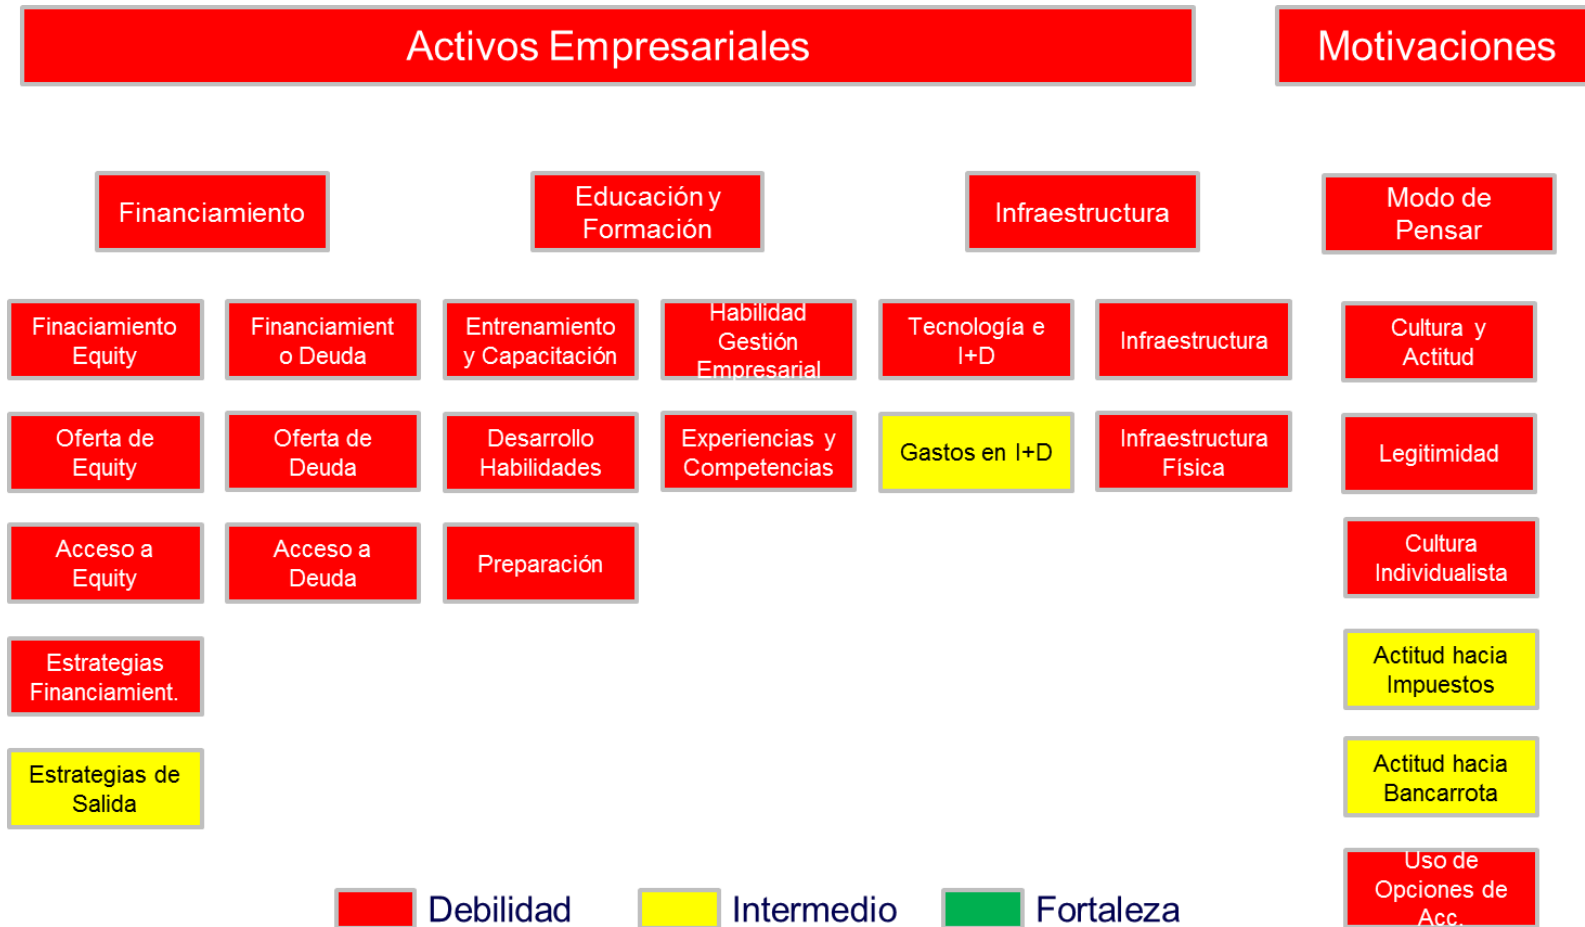 Activos Empresariales
Motivaciones
Financiamiento
Educación y
Formación
Infraestructura
Modo de
Pensar
Finaciamiento
Equity
Financiamient
o Deuda
Entrenamiento
y Capacitación
Habilidad
Gestión
Empresarial
Tecnología e
I+D
Infraestructura
Cultura y
Actitud
Oferta de
Equity
Oferta de
Deuda
Desarrollo
Habilidades
Experiencias y
Competencias
Gastos en I+D
Infraestructura
Física
Legitimidad
Acceso a
Equity
Acceso a
Deuda
Preparación
Cultura
Individualista
Estrategias
Financiamient.
Actitud hacia
Impuestos
Estrategias de
Salida
Actitud hacia
Bancarrota
Uso de
Opciones de
Acc.
Debilidad
Intermedio
Fortaleza